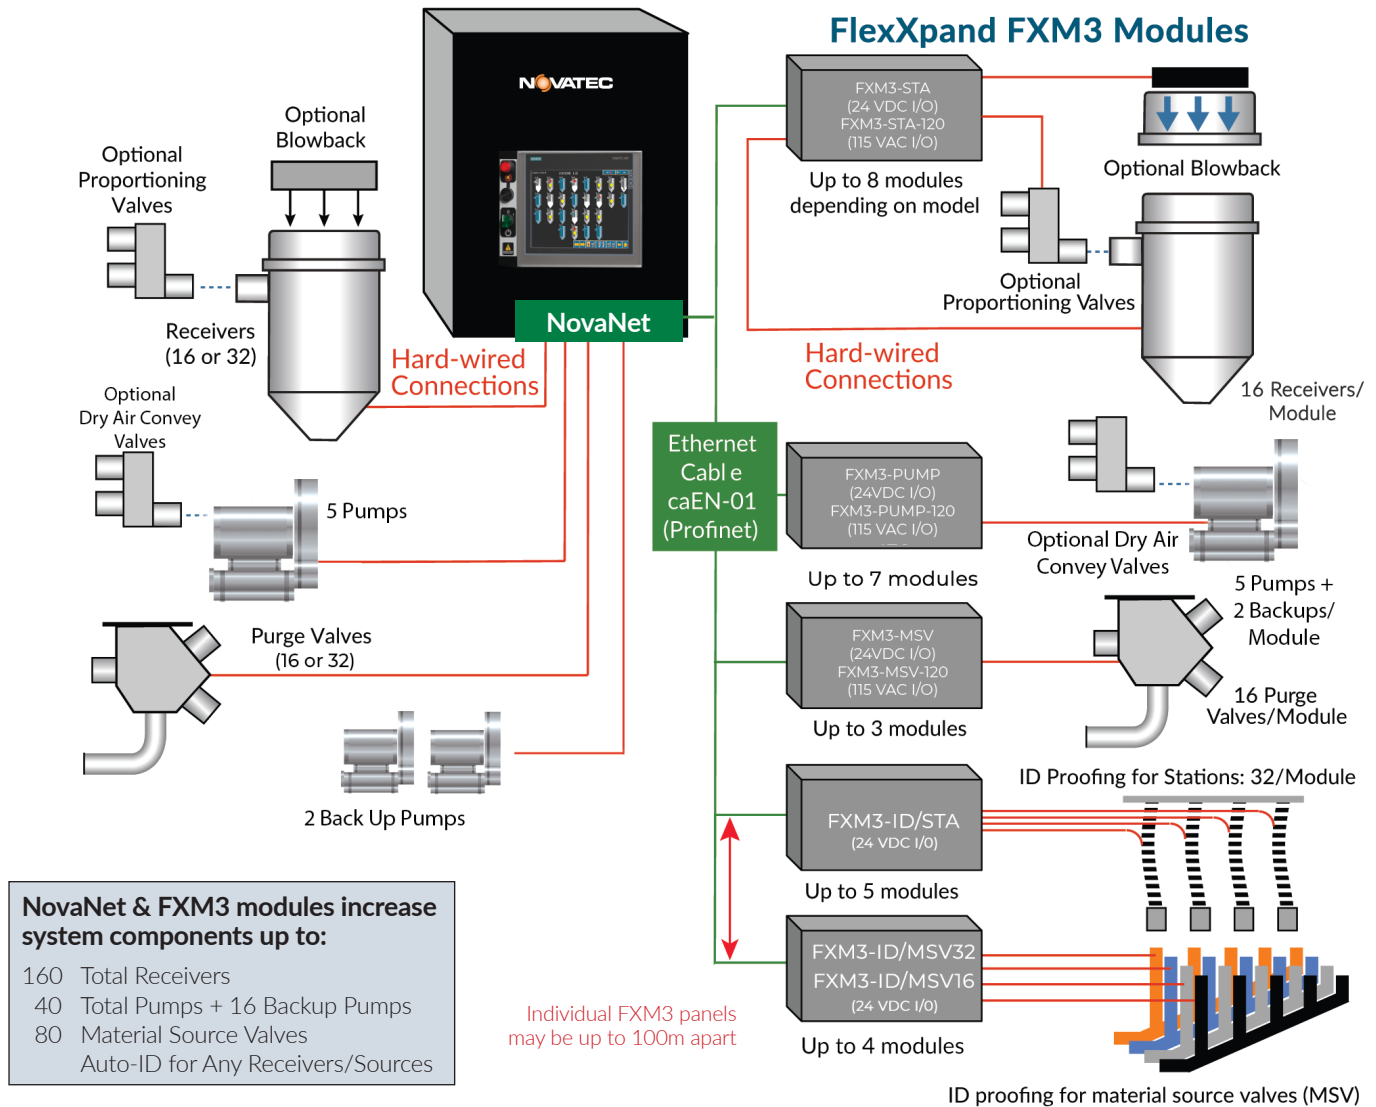 FlexXpand FXM3 Modules
NOVATEC
Optional
Blowback
Optional
Proportioning
Valves
Receivers
(16 or 32)
NovaNet
Hard-wired
Connections
Optional
Dry Air Convey
Valves
5 Pumps
Purge Valves
(16 or 32)
2 Back Up Pumps
Ethernet
Cabl e
caEN-01
(Profinet)
FXM3-STA
(24 VDC I/O)
FXM3-STA-120
(115 VAC I/O)
Up to 8 modules
depending on model
Optional Blowback
Optional
Proportioning Valves
Hard-wired
Connections
16 Receivers/
Module
FXM3-PUMP
(24VDC I/O)
FXM3-PUMP-120
(115 VAC I/O)
Up to 7 modules
Optional Dry Air
Convey Valves
5 Pumps +
2 Backups/
Module
FXM3-MSV
(24VDC I/O)
FXM3-MSV-120
(115 VAC I/O)
Up to 3 modules
16 Purge
Valves/Module
ID Proofing for Stations: 32/Module
FXM3-ID/STA
(24 VDC I/0)
Up to 5 modules
FXM3-ID/MSV32
FXM3-ID/MSV16
(24 VDC I/0)
Up to 4 modules
Individual FXM3 panels
may be up to 100m apart
ID proofing for material source valves (MSV)
NovaNet & FXM3 modules increase
system components up to:
160 Total Receivers
40 Total Pumps + 16 Backup Pumps
80 Material Source Valves
Auto-ID for Any Receivers/Sources